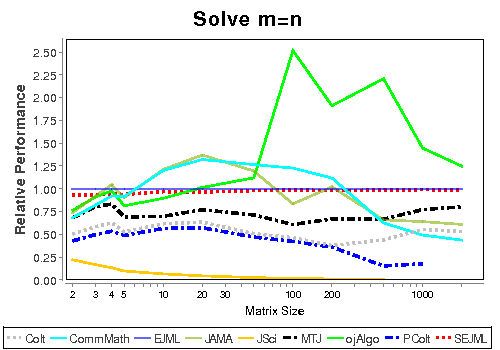 Solve m=n
Relative Performance
2.50
2.25
2.00
1.75
1.50
1.25
1.00
0.75
0.50
0.25
0.00
2 3 4 5 10 20 30 100 200 1000
Matrix Size
Colt CommMath EJML JAMA JSci MTJ ojAlgo PColt SEJML